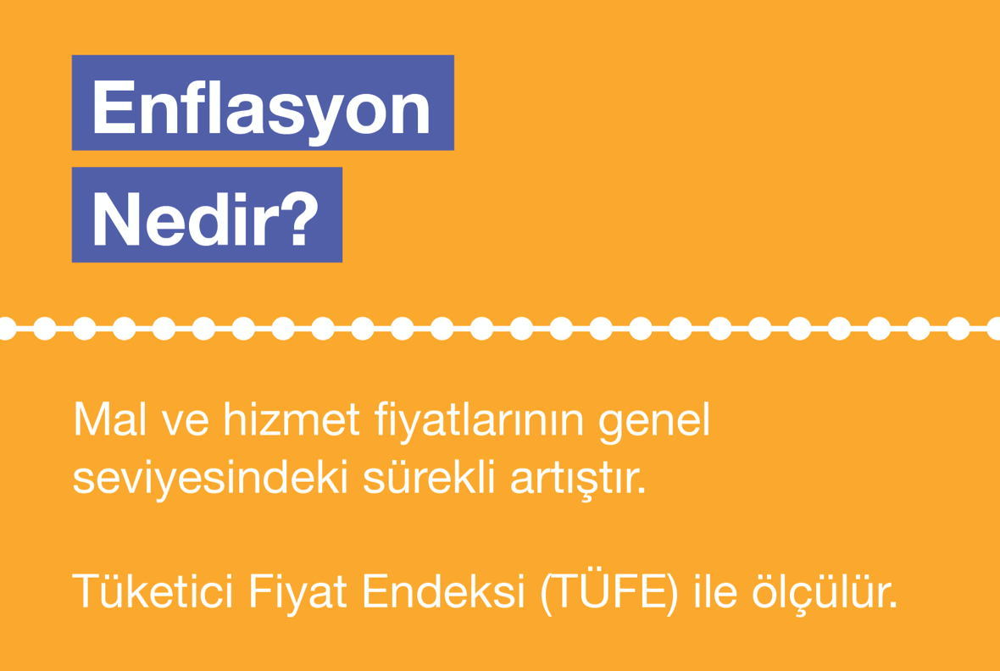 Enflasyon
Nedir?
Mal ve hizmet fiyatlarının genel
seviyesindeki sürekli artıştır.
Tüketici Fiyat Endeksi (TÜFE) ile ölçülür.